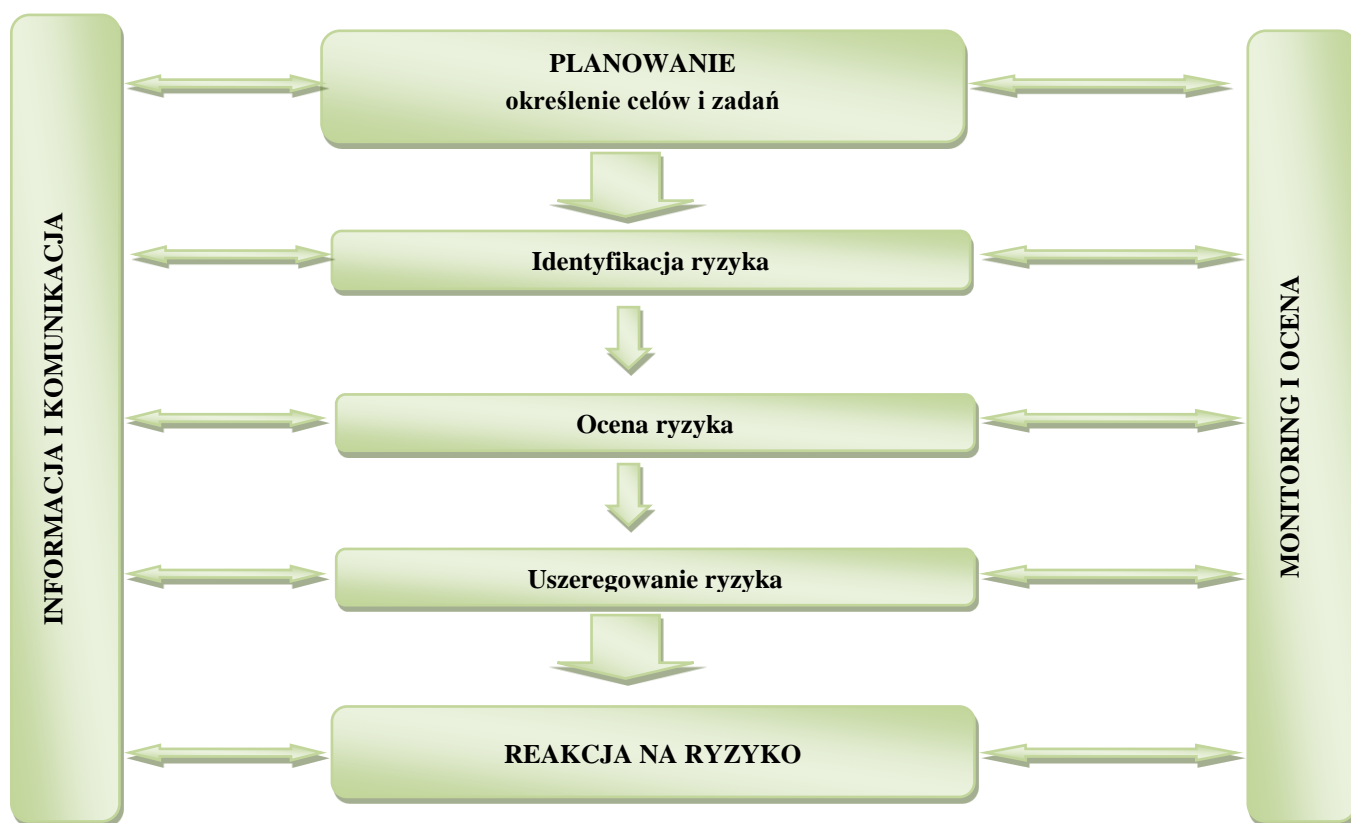 INFORMACJA I KOMUNIKACJA
PLANOWANIE
określenie celów i zadań
Identyfikacja ryzyka
Ocena ryzyka
Uszeregowanie ryzyka
REAKCJA NA RYZYKO
MONITORING I OCENA